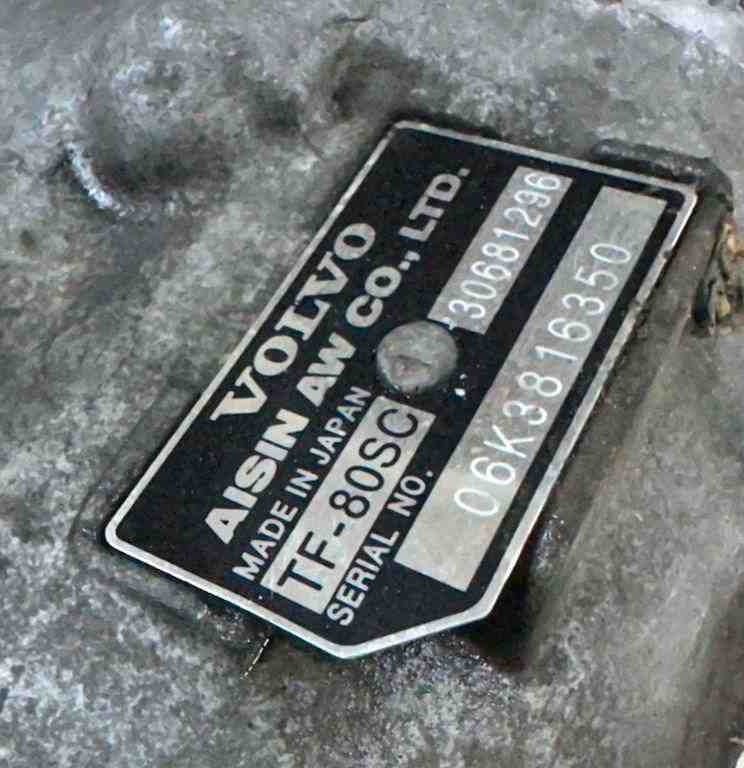 VOLVO
AISIN AW CO., LTD.
MADE IN JAPAN
TF-80SC 30681296
SERIAL NO.
06K3816350